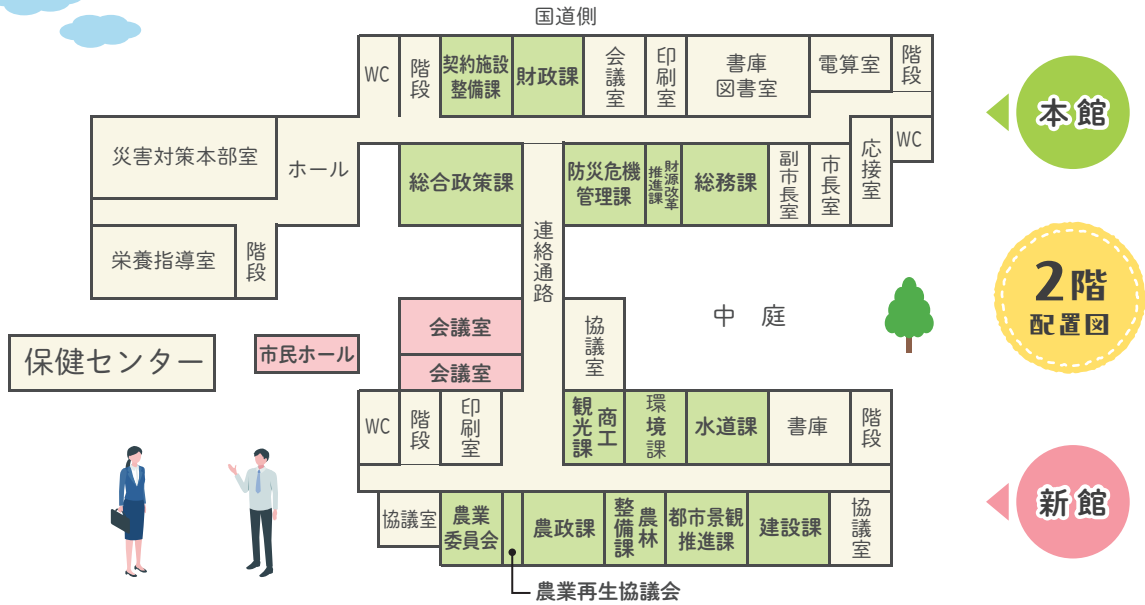 国道側
WC
階段
契約施設
整備課
財政課
会議室
印刷室
書庫
図書室
電算室
階段
本館
災害対策本部室
ホール
総合政策課
防災危機
管理課
財源改革
推進課
総務課
副市長室
市長室
応接室
WC
栄養指導室
階段
連絡通路
2階
配置図
会議室
会議室
協議室
中庭
保健センター
市民ホール
WC
階段
印刷室
商工
観光課
環境課
水道課
書庫
階段
新館
協議室
農業
委員会
農政課
農林
整備課
都市景観
推進課
建設課
協議室
農業再生協議会